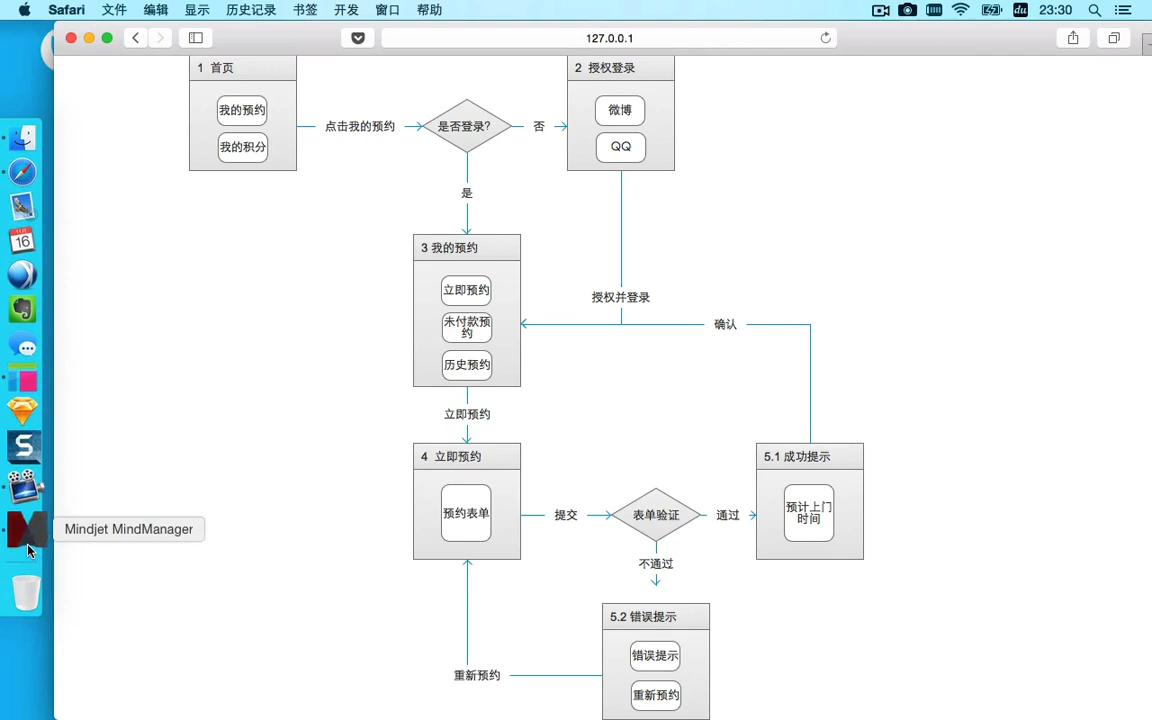 Safari 文件 编辑 显示 历史记录 书签 开发 窗口 帮助 du 23:30
127.0.0.1
1 首页
我的预约
我的积分
点击我的预约
是否登录?
否
2 授权登录
微博
QQ
是
3 我的预约
立即预约
未付款预
约
历史预约
授权并登录
确认
立即预约
4 立即预约
预约表单
提交
表单验证
通过
5.1 成功提示
预计上门
时间
不通过
5.2 错误提示
错误提示
重新预约
重新预约
16
S
Mindjet MindManager